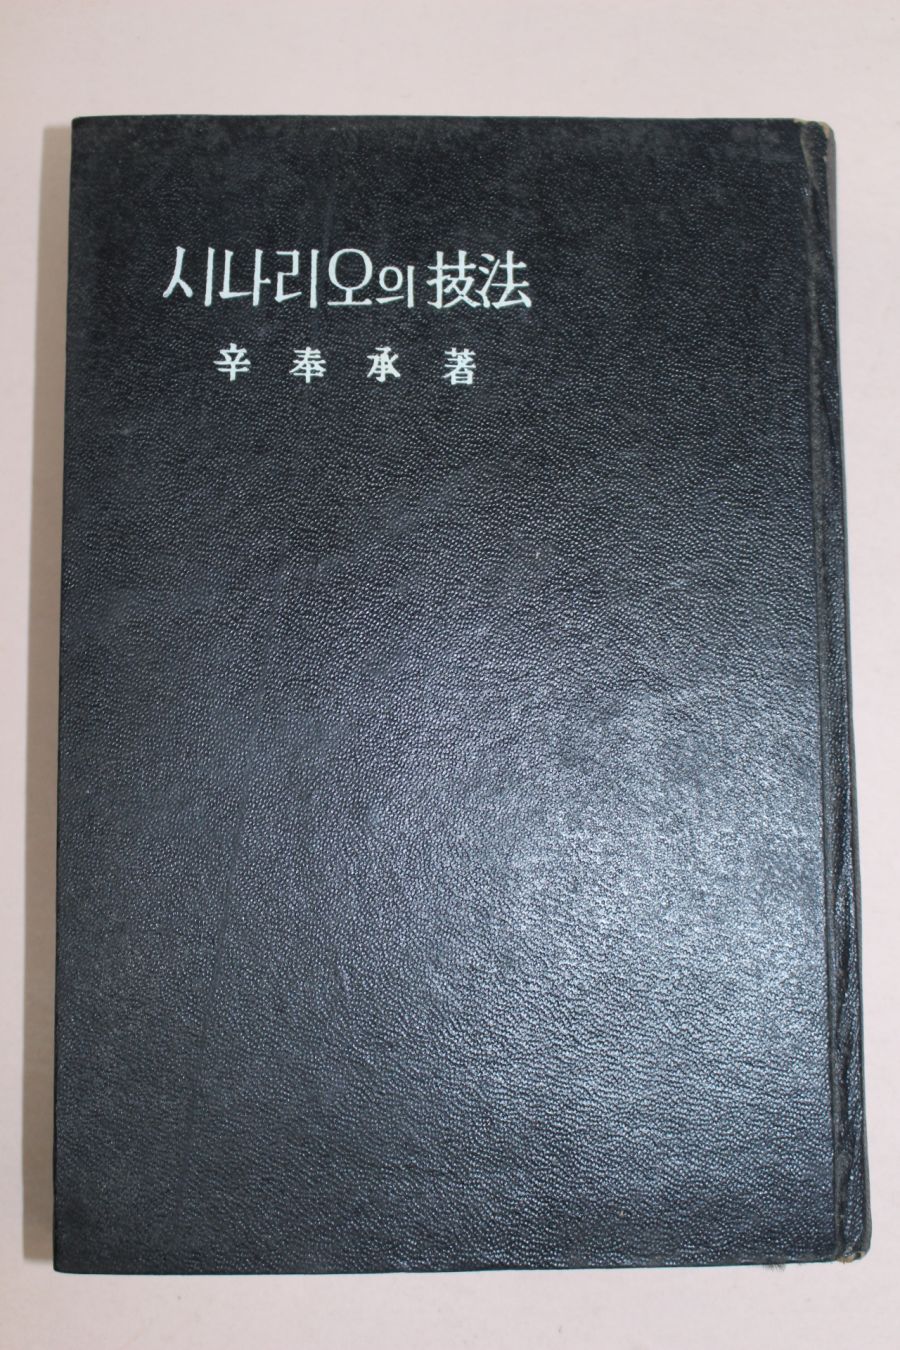 시나리오의 技法
辛奉承 著